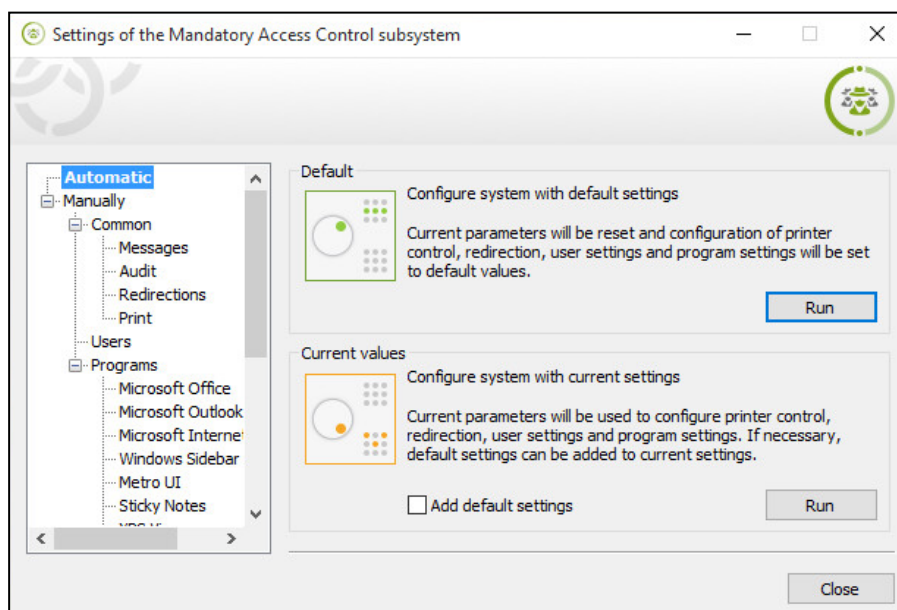 Settings of the Mandatory Access Control subsystem
Automatic
Manually
Common
Messages
Audit
Redirections
Print
Users
Programs
Microsoft Office
Microsoft Outlook
Microsoft Interne
Windows Sidebar
Metro UI
Sticky Notes
Default
Configure system with default settings
Current parameters will be reset and configuration of printer
control, redirection, user settings and program settings will be set
to default values.
Run
Current values
Configure system with current settings
Current parameters will be used to configure printer control,
redirection, user settings and program settings. If necessary,
default settings can be added to current settings.
Add default settings
Run
Close